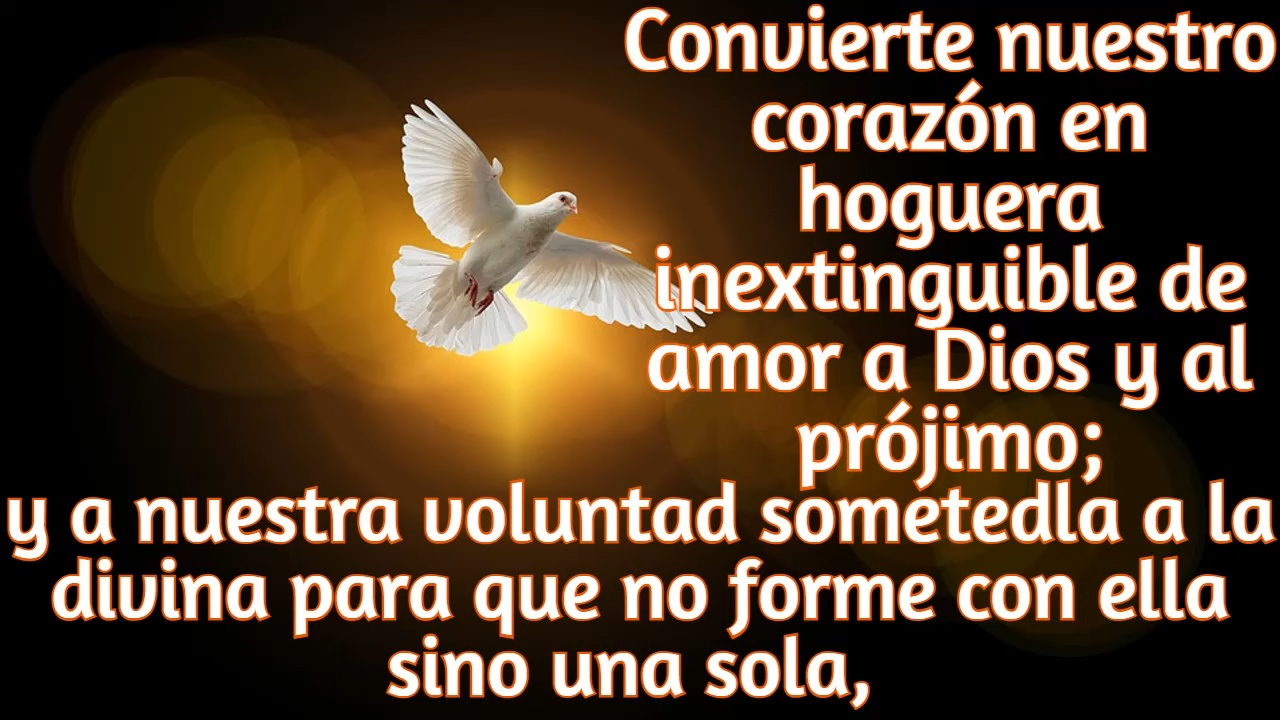 Convierte nuestro
corazón en
hoguera
inextinguible de
amor a Dios y al
prójimo;
y a nuestra voluntad sometedla a la
divina para que no forme con ella
sino una sola,